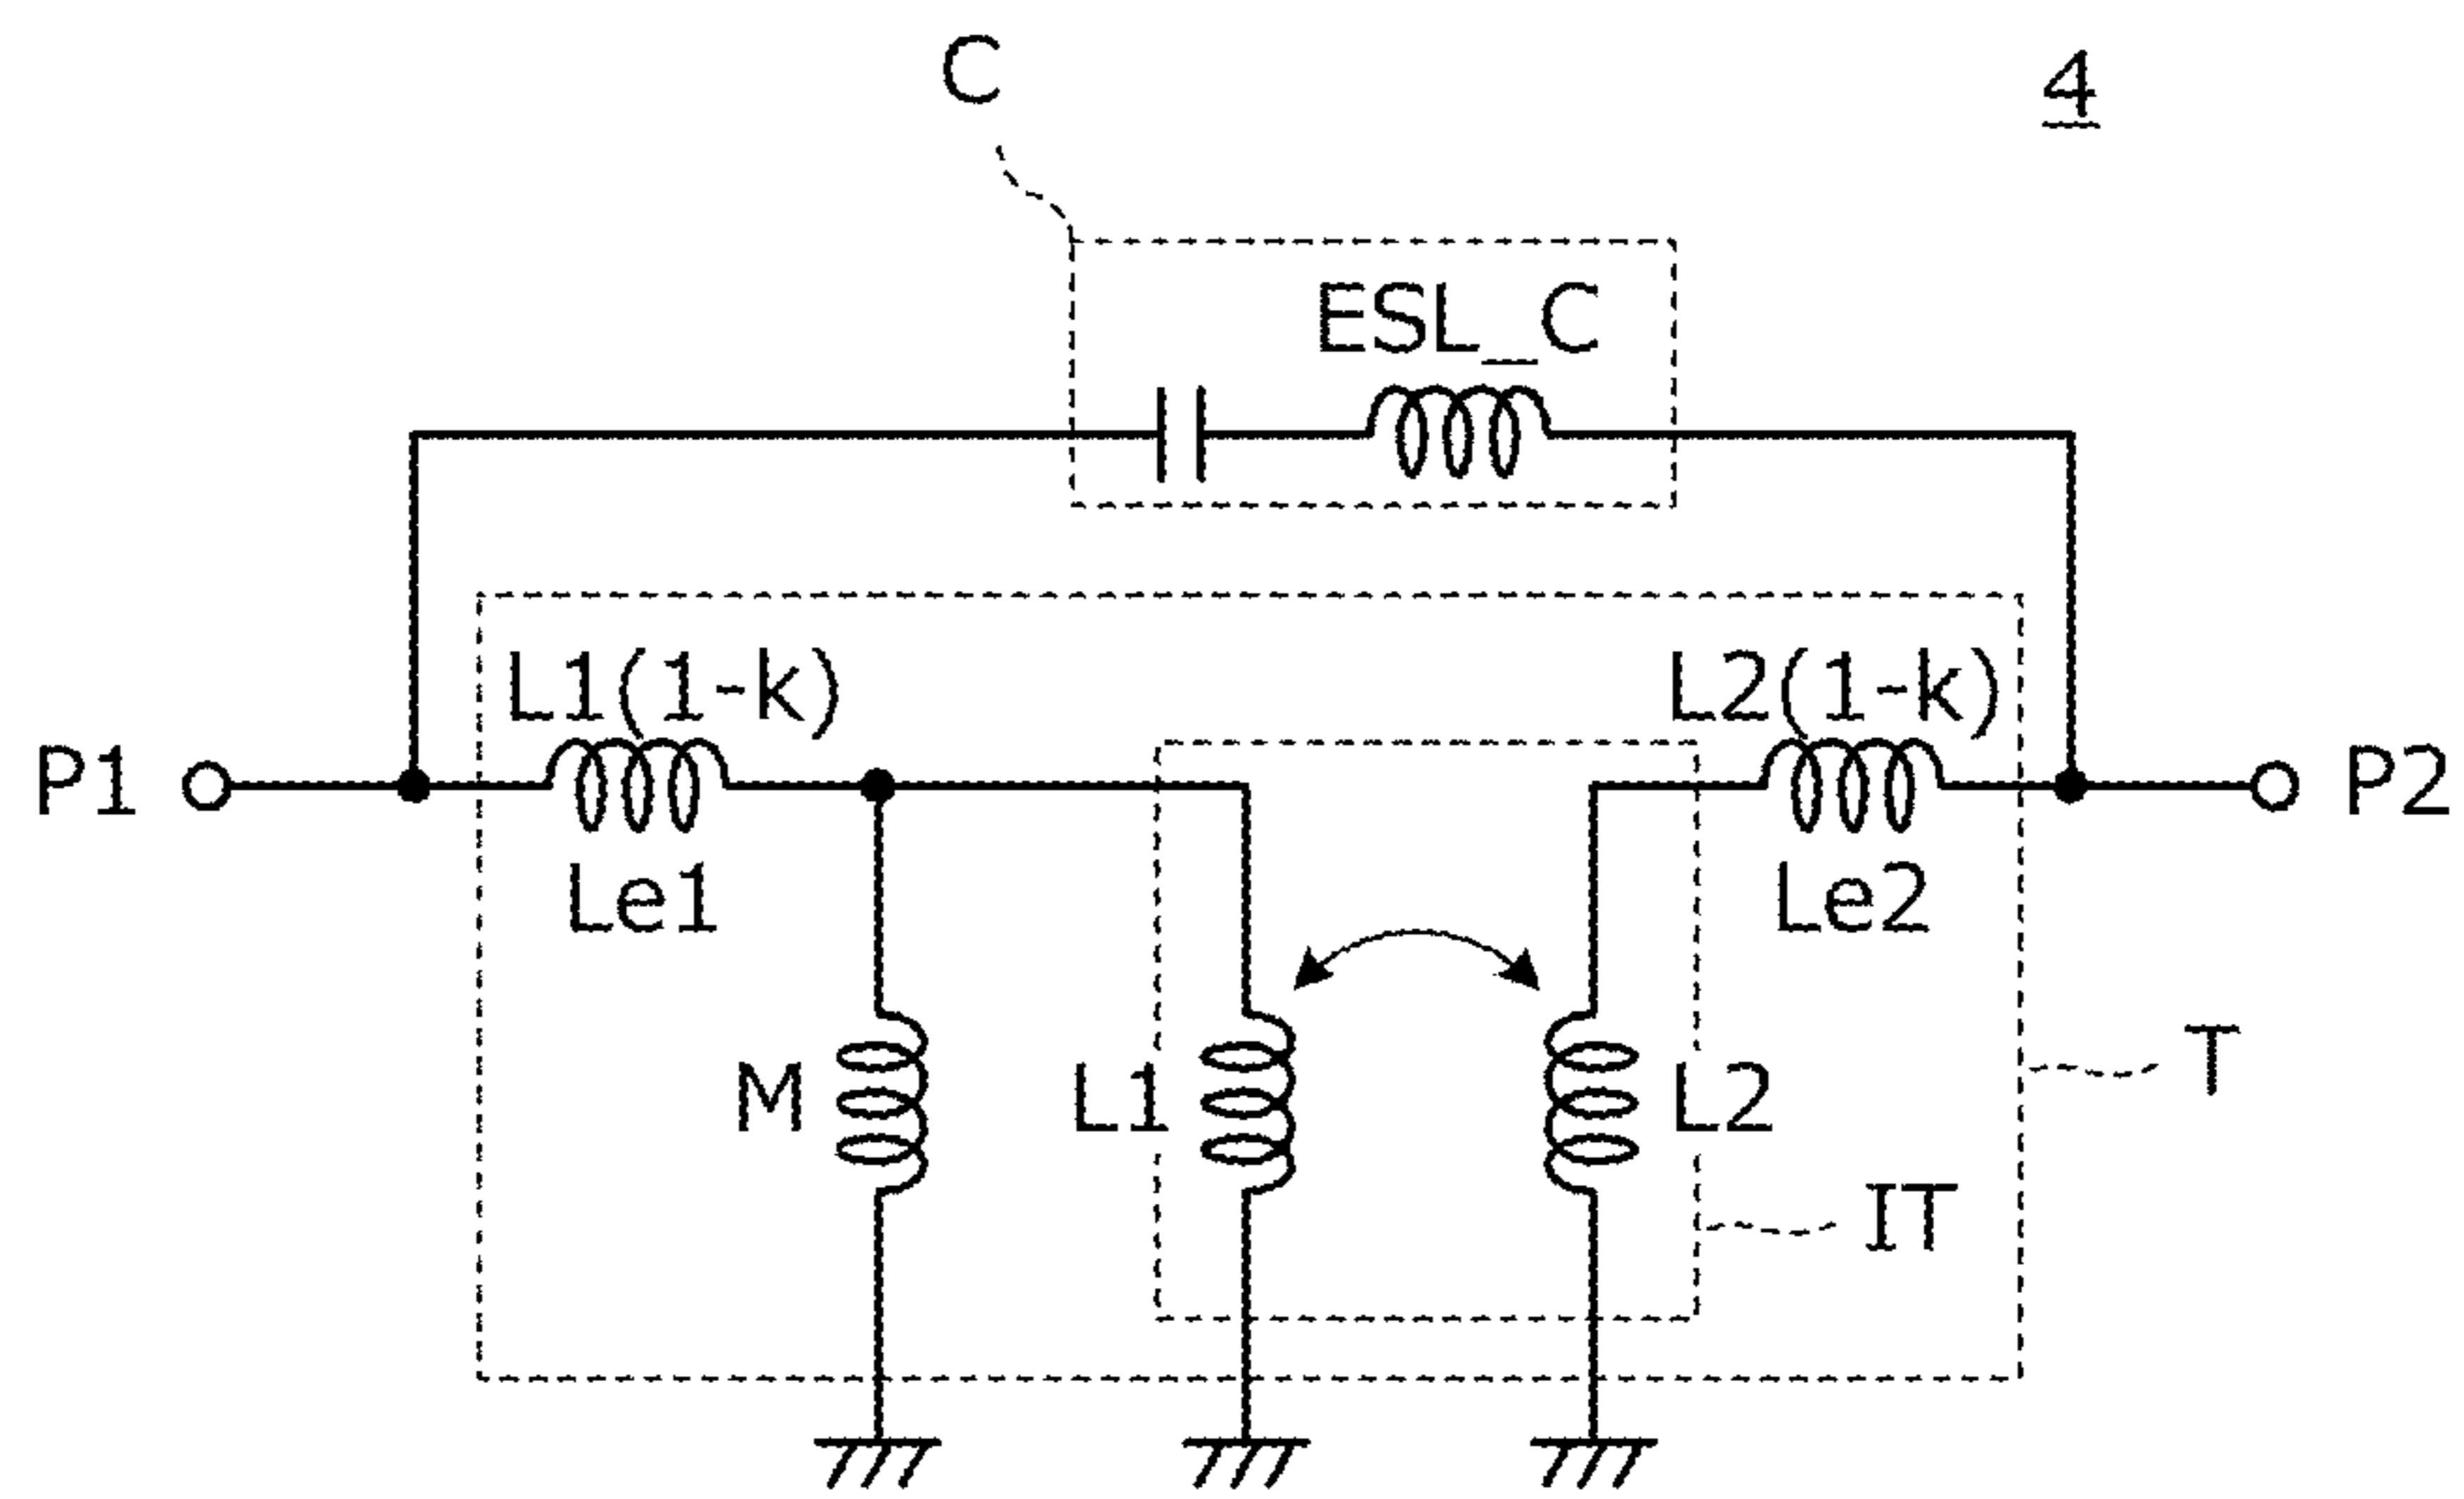 C
4
ESL_C
L1(1-k)
L2(1-k)
P1
P2
Le1
Le2
T
M
L1
L2
IT